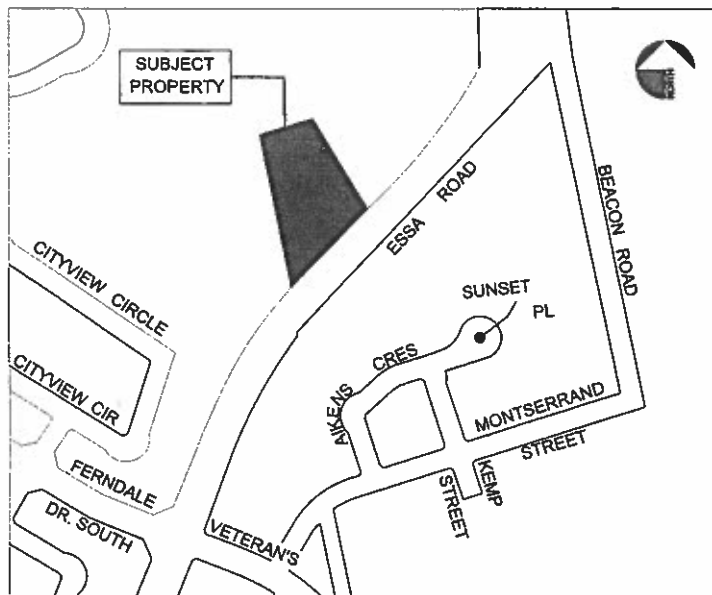 SUBJECT
PROPERTY
NORTH
ESSA ROAD
BEACON ROAD
CITYVIEW CIRCLE
CITYVIEW CIR
SUNSET
PL
AIKENS CRES
MONTSERRAND
STREET
KEMP
STREET
FERNDALE
DR. SOUTH
VETERAN'S